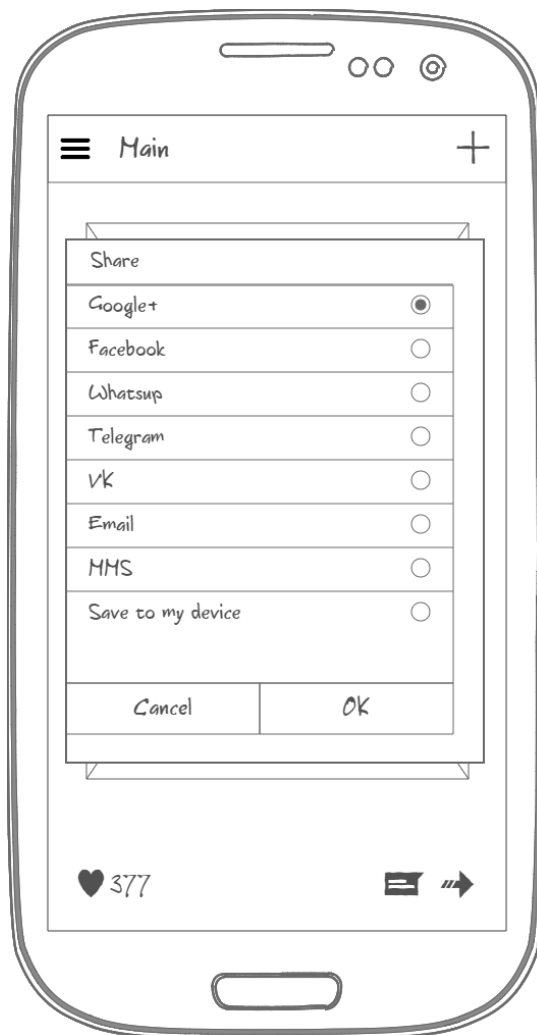 Main
Share
Google+
Facebook
Whatsup
Telegram
VK
Email
MMS
Save to my device
Cancel OK
377